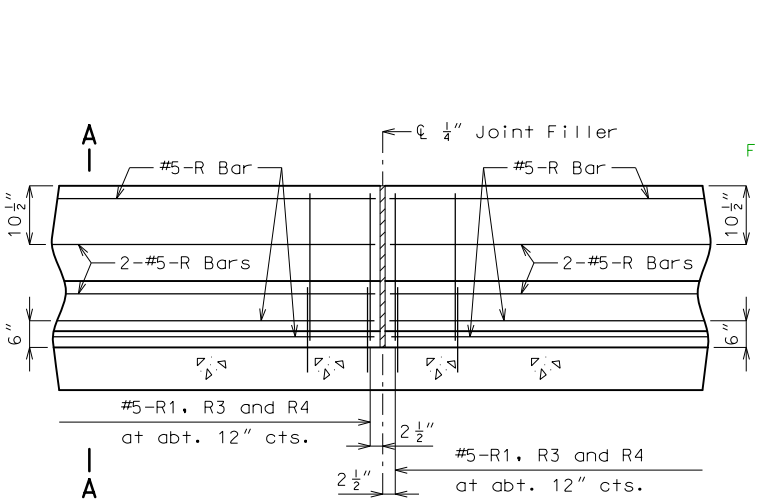 A
℄ 1/4" Joint Filler
F
#5-R Bar
#5-R Bar
10 1/2"
10 1/2"
2-#5-R Bars
2-#5-R Bars
6"
6"
#5-R1, R3 and R4
at abt. 12" cts.
2 1/2"
#5-R1, R3 and R4
at abt. 12" cts.
2 1/2"
A